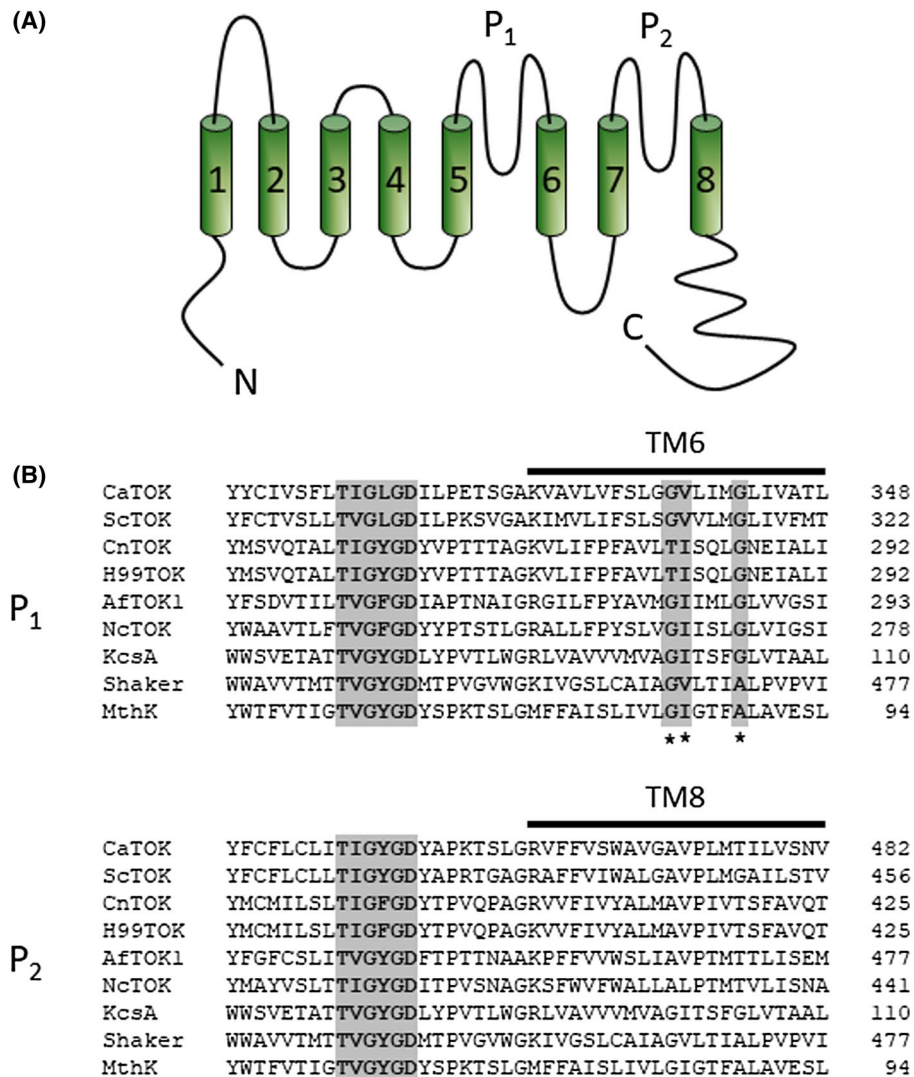 (A)
P1 P2
1 2 3 4 5 6 7 8
C
N
(B)
TM6
P1
CaTOK YYCIVSFLTIGLGDILPETSGAKVAVLVFSLGGVLIMGLIVATL 348
ScTOK YFCTVSLLTVGLGDILPKSVGAKIMVLIFSLSGVVLMGLIVFMT 322
CnTOK YMSVQTALTIGYGDYVPTTTAGKVLIFPFAVLTISQLGNEIALI 292
H99TOK YMSVQTALTIGYGDYVPTTTAGKVLIFPFAVLTISQLGNEIALI 292
AfTOK1 YFSDVTILTVGFGDIAPTNAIGRGILFPYAVMGIIMLGLVVGSI 293
NcTOK YWAAVTLFTVGFGDYYPTSTLGRALLFPYSLVGIISLGLVIGSI 278
KcsA WWSVETATTVGYGDLYPVTLWGRLVAVVVMVAGITSFGLVTAAL 110
Shaker WWAVVTMTTVGYGDMTPVGVWGKIVGSLCAIAGVLTIALPVPVI 477
MthK YWTFVTIGTVGYGDYSPKTSLGMFFAISLIVLGIGTFALAVESL 94
* * *
TM8
P2
CaTOK YFCFLCLITIGYGDYAPKTSLGRVFFVSWAVGAVPLMTILVSNV 482
ScTOK YFCFLCLLTIGYGDYAPRTGAGRAFFVIWALGAVPLMGAILSTV 456
CnTOK YMCMILSLTIGFGDYTPVQPAGRVVFIVYALMAVPIVTSFAVQT 425
H99TOK YMCMILSLTIGFGDYTPVQPAGKVVFIVYALMAVPIVTSFAVQT 425
AfTOK1 YFGFCSLITVGYGDFTPTTNAAKPFFVVWSLIAVPTMTTLISEM 477
NcTOK YMAYVSLTTIGYGDITPVSNAGKSFWVFWALLALPTMTVLISNA 441
KcsA WWSVETATTVGYGDLYPVTLWGRLVAVVVMVAGITSFGLVTAAL 110
Shaker WWAVVTMTTVGYGDMTPVGVWGKIVGSLCAIAGVLTIALPVPVI 477
MthK YWTFVTIGTVGYGDYSPKTSLGMFFAISLIVLGIGTFALAVESL 94